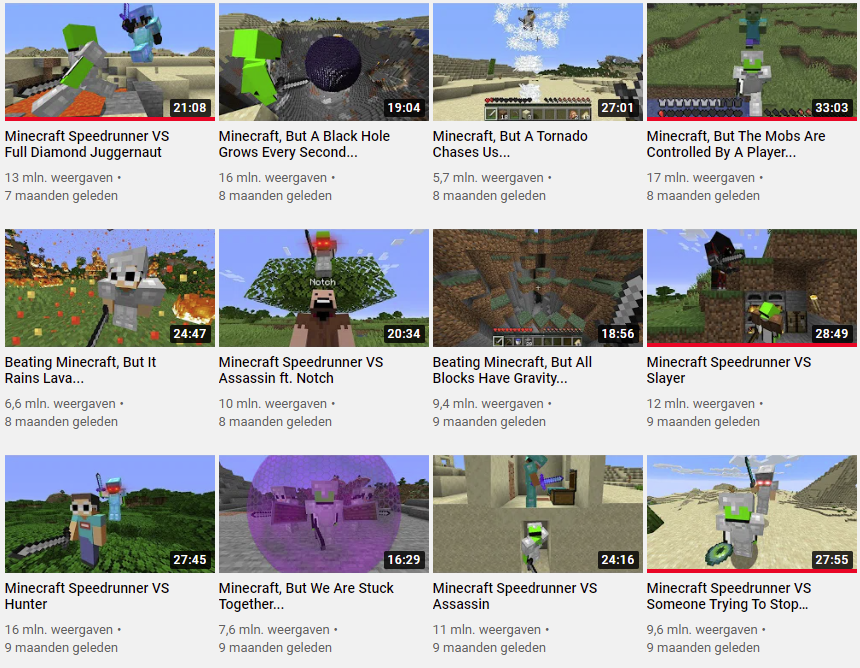 21:08
19:04
27:01
33:03
Minecraft Speedrunner VS
Full Diamond Juggernaut
13 mln. weergaven •
7 maanden geleden
Minecraft, But A Black Hole
Grows Every Second...
16 mln. weergaven •
8 maanden geleden
Minecraft, But A Tornado
Chases Us...
5,7 mln. weergaven •
8 maanden geleden
Minecraft, But The Mobs Are
Controlled By A Player...
17 mln. weergaven •
8 maanden geleden
24:47
Notch
20:34
18:56
28:49
Beating Minecraft, But It
Rains Lava...
6,6 mln. weergaven •
8 maanden geleden
Minecraft Speedrunner VS
Assassin ft. Notch
10 mln. weergaven •
8 maanden geleden
Beating Minecraft, But All
Blocks Have Gravity...
9,4 mln. weergaven •
9 maanden geleden
Minecraft Speedrunner VS
Slayer
12 mln. weergaven •
9 maanden geleden
27:45
16:29
24:16
27:55
Minecraft Speedrunner VS
Hunter
16 mln. weergaven •
9 maanden geleden
Minecraft, But We Are Stuck
Together...
7,6 mln. weergaven •
9 maanden geleden
Minecraft Speedrunner VS
Assassin
11 mln. weergaven •
9 maanden geleden
Minecraft Speedrunner VS
Someone Trying To Stop...
9,6 mln. weergaven •
9 maanden geleden